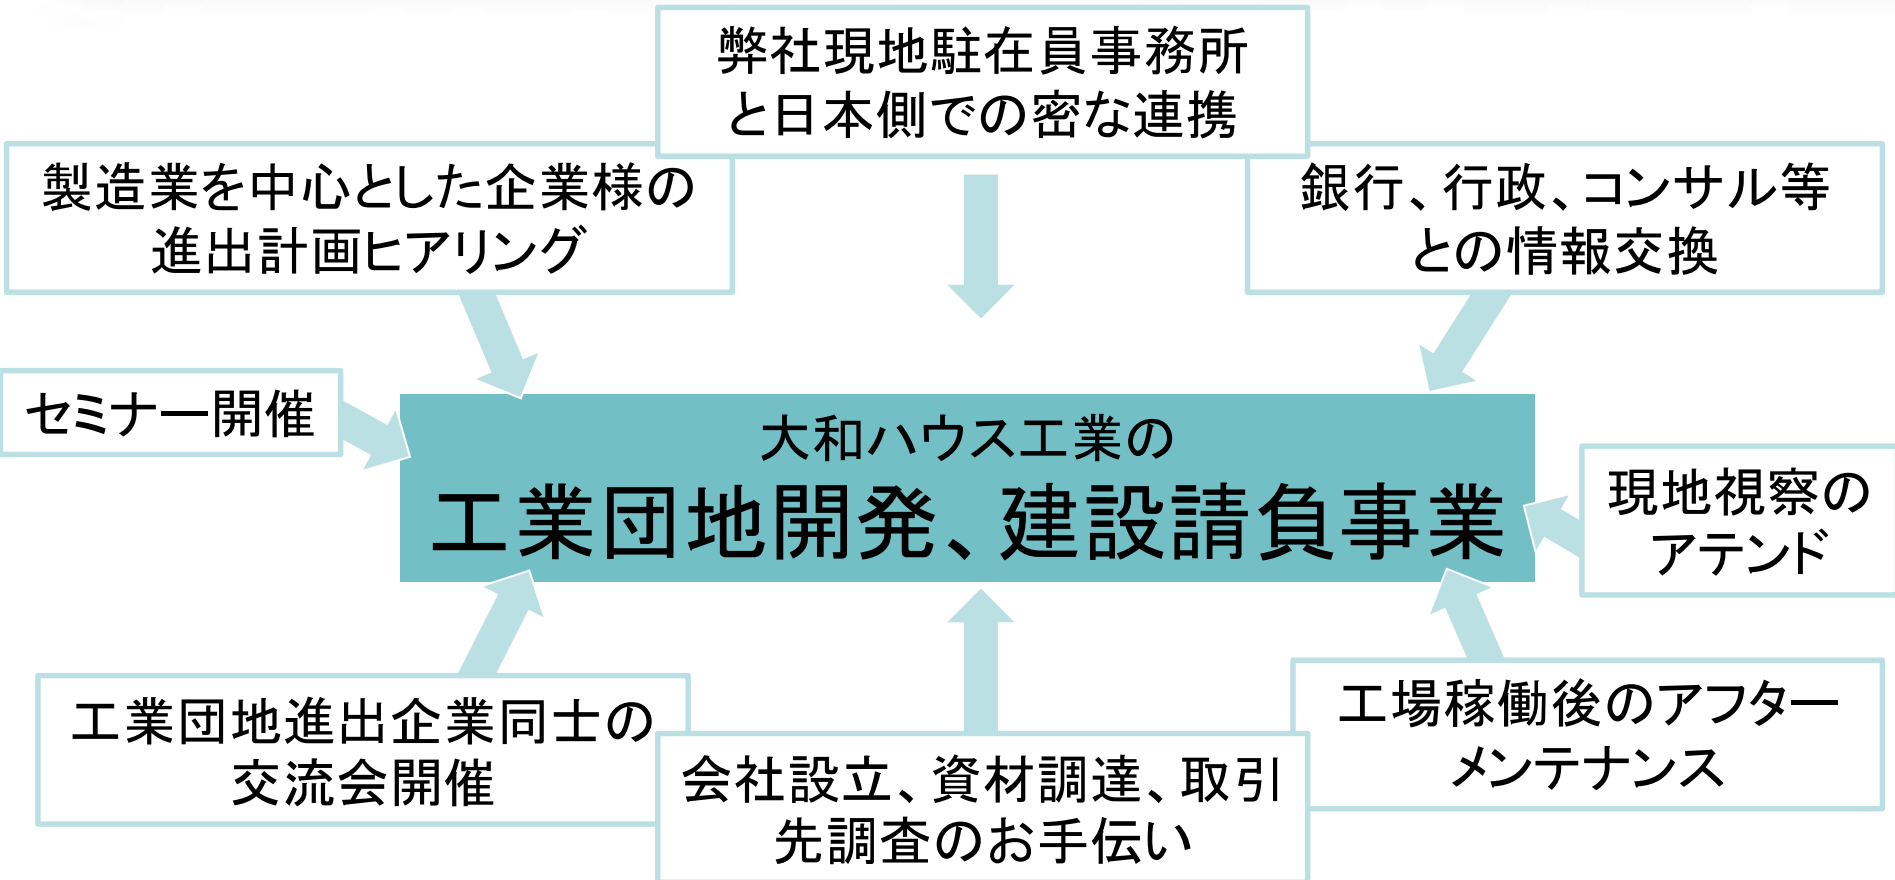 弊社現地駐在員事務所
と日本側での密な連携
製造業を中心とした企業様の
進出計画ヒアリング
銀行、行政、コンサル等
との情報交換
セミナー開催
大和ハウス工業の
工業団地開発、建設請負事業
現地視察の
アテンド
工業団地進出企業同士の
交流会開催
会社設立、資材調達、取引
先調査のお手伝い
工場稼働後のアフター
メンテナンス